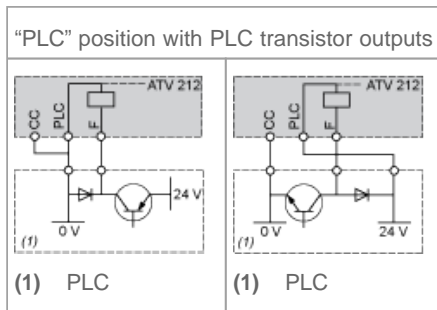 “PLC” position with PLC transistor outputs
ATV 212
CC
PLC
F
24 V
0 V
(1)
(1) PLC
ATV 212
CC
PLC
F
0 V
24 V
(1)
(1) PLC